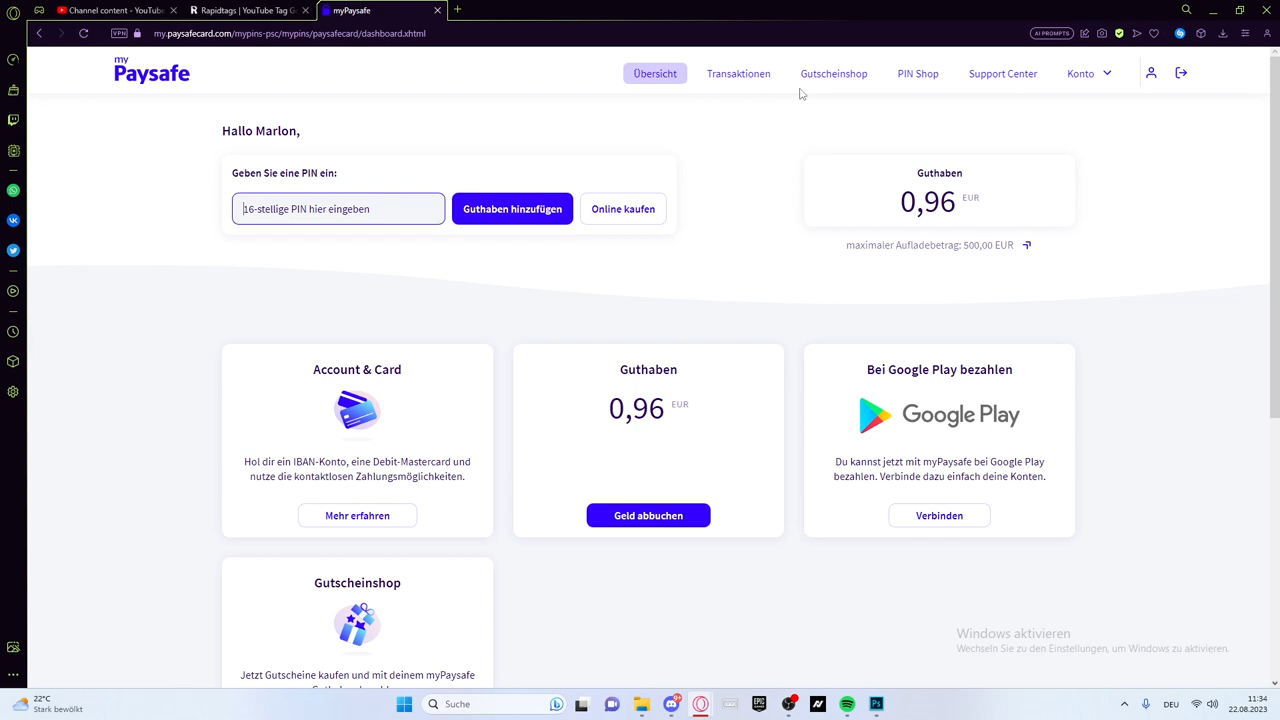 Channel content - YouTube
Rapidtags | YouTube Tag G
myPaysafe
VPN
my.paysafecard.com/mypins-psc/mypins/paysafecard/dashboard.xhtml
AI PROMPTS
my
Paysafe
Übersicht
Transaktionen
Gutscheinshop
PIN Shop
Support Center
Konto
Hallo Marlon,
Geben Sie eine PIN ein:
16-stellige PIN hier eingeben
Guthaben hinzufügen
Online kaufen
Guthaben
0,96 EUR
maximaler Aufladebetrag: 500,00 EUR
Account & Card
Hol dir ein IBAN-Konto, eine Debit-Mastercard und
nutze die kontaktlosen Zahlungsmöglichkeiten.
Mehr erfahren
Guthaben
0,96 EUR
Geld abbuchen
Bei Google Play bezahlen
Google Play
Du kannst jetzt mit myPaysafe bei Google Play
bezahlen. Verbinde dazu einfach deine Konten.
Verbinden
Gutscheinshop
Jetzt Gutscheine kaufen und mit deinem myPaysafe
Windows aktivieren
Wechseln Sie zu den Einstellungen, um Windows zu aktivieren.
22°C
Stark bewölkt
Suche
9+
EPIC
DEU
11:34
22.08.2023